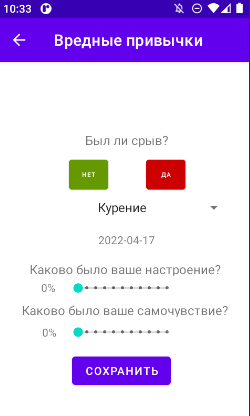 10:33
Вредные привычки
Был ли срыв?
НЕТ ДА
Курение
2022-04-17
Каково было ваше настроение?
0%
Каково было ваше самочувствие?
0%
СОХРАНИТЬ